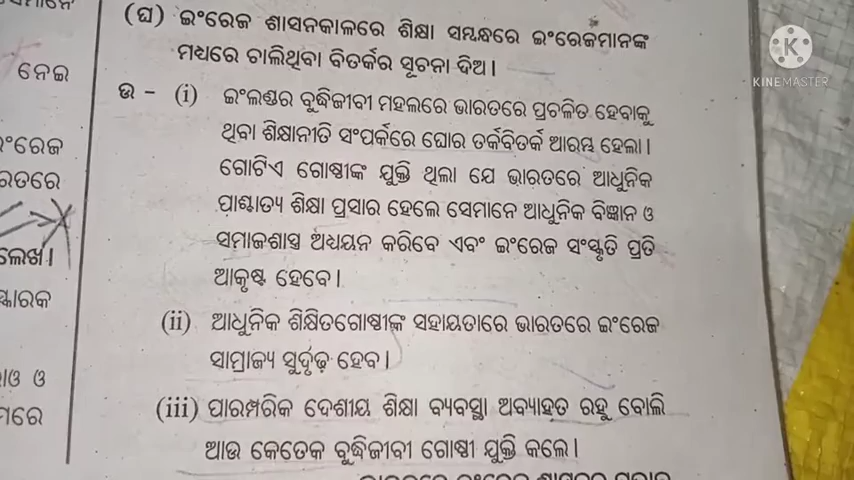 (ଘ) ଇଂରେଜ ଶାସନକାଳରେ ଶିକ୍ଷା ସମ୍ବନ୍ଧରେ ଇଂରେଜମାନଙ୍କ
ମଧ୍ୟରେ ଚାଲିଥିବା ବିତର୍କର ସୂଚନା ଦିଅ।
ଉ - (i) ଇଂଲଣ୍ଡର ବୁଦ୍ଧିଜୀବୀ ମହଲରେ ଭାରତରେ ପ୍ରଚଳିତ ହେବାକୁ
ଥିବା ଶିକ୍ଷାନୀତି ସଂପର୍କରେ ଘୋର ତର୍କବିତର୍କ ଆରମ୍ଭ ହେଲା।
ଗୋଟିଏ ଗୋଷ୍ଠୀଙ୍କ ଯୁକ୍ତି ଥିଲା ଯେ ଭାରତରେ ଆଧୁନିକ
ପାଶ୍ଚାତ୍ୟ ଶିକ୍ଷା ପ୍ରସାର ହେଲେ ସେମାନେ ଆଧୁନିକ ବିଜ୍ଞାନ ଓ
ସମାଜଶାସ୍ତ୍ର ଅଧ୍ୟୟନ କରିବେ ଏବଂ ଇଂରେଜ ସଂସ୍କୃତି ପ୍ରତି
ଆକୃଷ୍ଟ ହେବେ।
(ii) ଆଧୁନିକ ଶିକ୍ଷିତଗୋଷ୍ଠୀଙ୍କ ସହାୟତାରେ ଭାରତରେ ଇଂରେଜ
ସାମ୍ରାଜ୍ୟ ସୁର୍ଦୃଢ଼ ହେବ।
(iii) ପାରମ୍ପରିକ ଦେଶୀୟ ଶିକ୍ଷା ବ୍ୟବସ୍ଥା ଅବ୍ୟାହତ ରହୁ ବୋଲି
ଆଉ କେତେକ ବୁଦ୍ଧିଜୀବୀ ଗୋଷ୍ଠୀ ଯୁକ୍ତି କଲେ।
ନେଇ
ଲେଖ।
ଓ
KINEMASTER